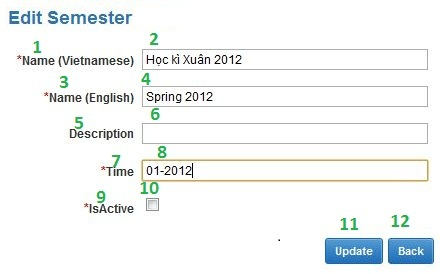 Edit Semester
1 2
*Name (Vietnamese) Học kì Xuân 2012
3 4
*Name (English) Spring 2012
5 6
Description
7 8
*Time 01-2012
9 10
*IsActive
11 12
Update Back